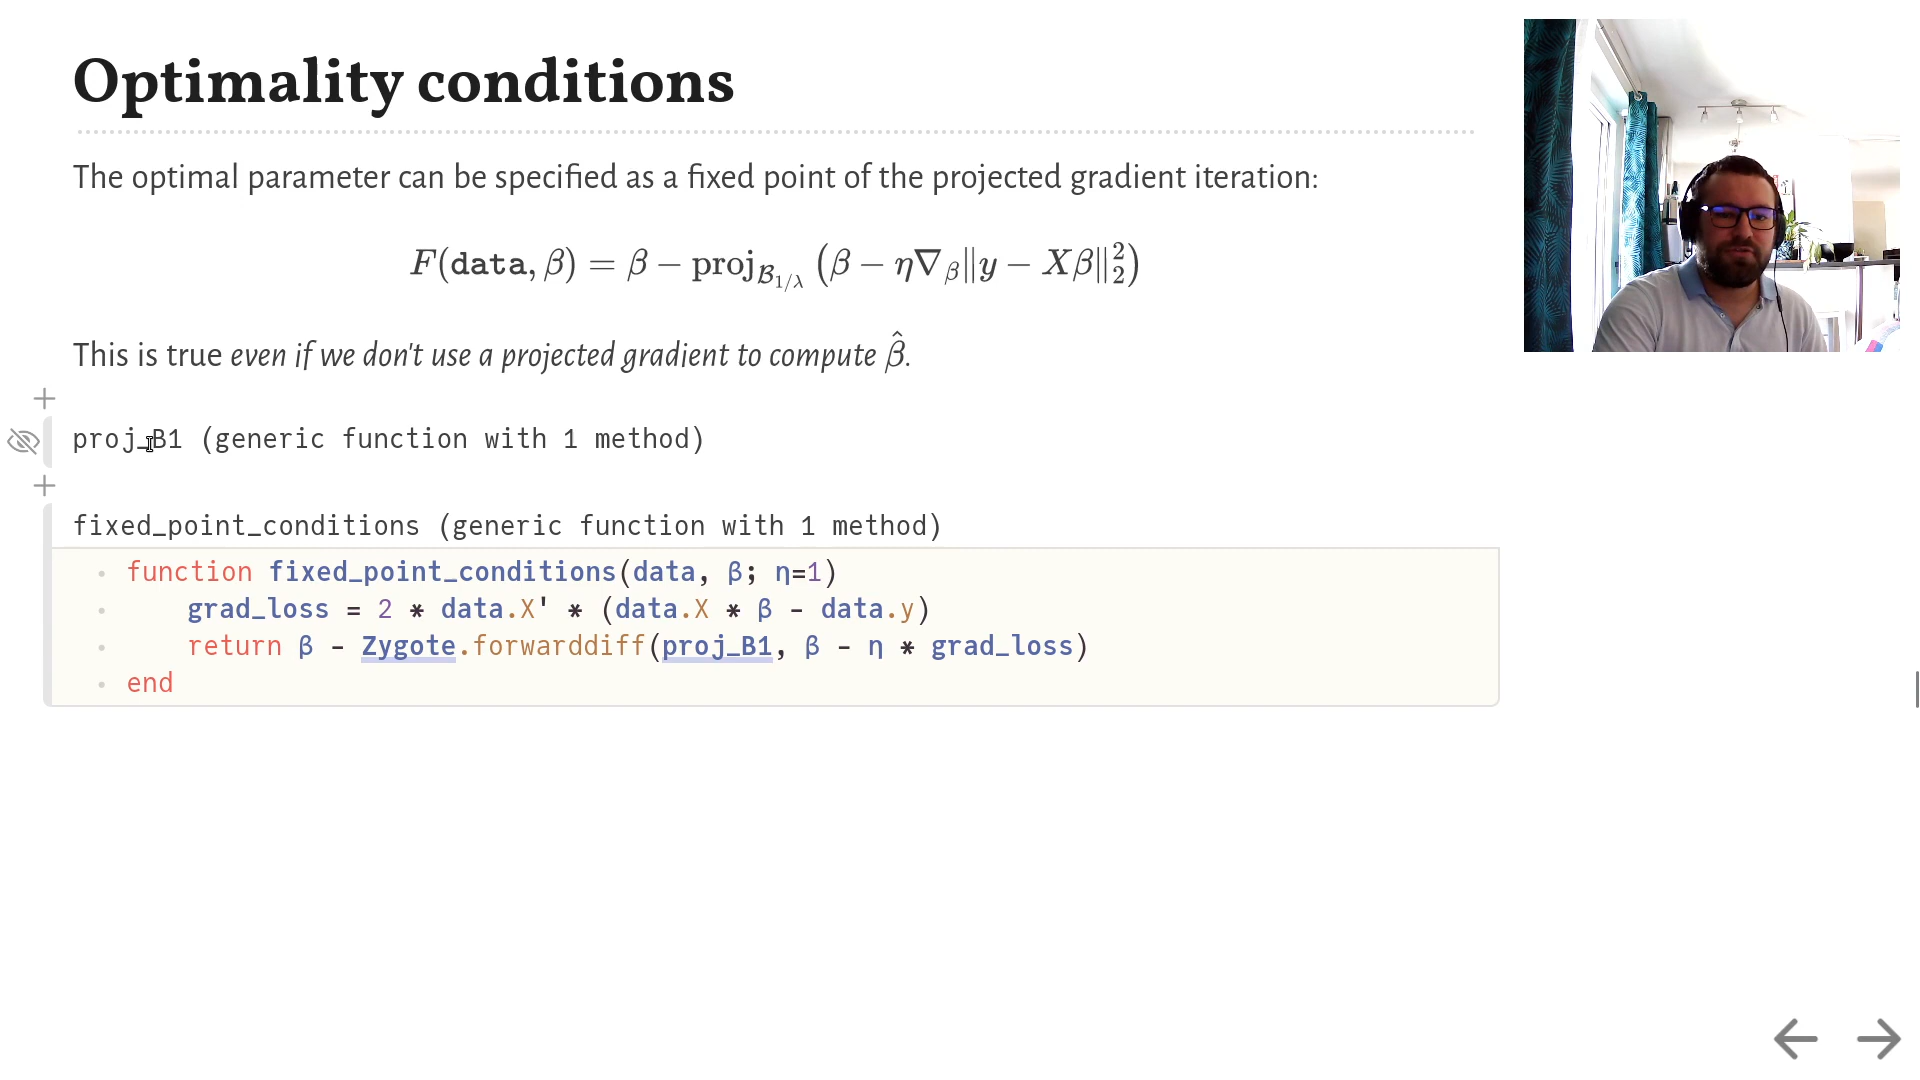 Optimality conditions
The optimal parameter can be specified as a fixed point of the projected gradient iteration:
F(data, β) = β − proj_{ℬ_{1/λ}} (β − η∇_β‖y − Xβ‖₂²)
This is true even if we don't use a projected gradient to compute β̂.
proj_B1 (generic function with 1 method)
fixed_point_conditions (generic function with 1 method)
function fixed_point_conditions(data, β; η=1)
grad_loss = 2 * data.X' * (data.X * β - data.y)
return β - Zygote.forwarddiff(proj_B1, β - η * grad_loss)
end